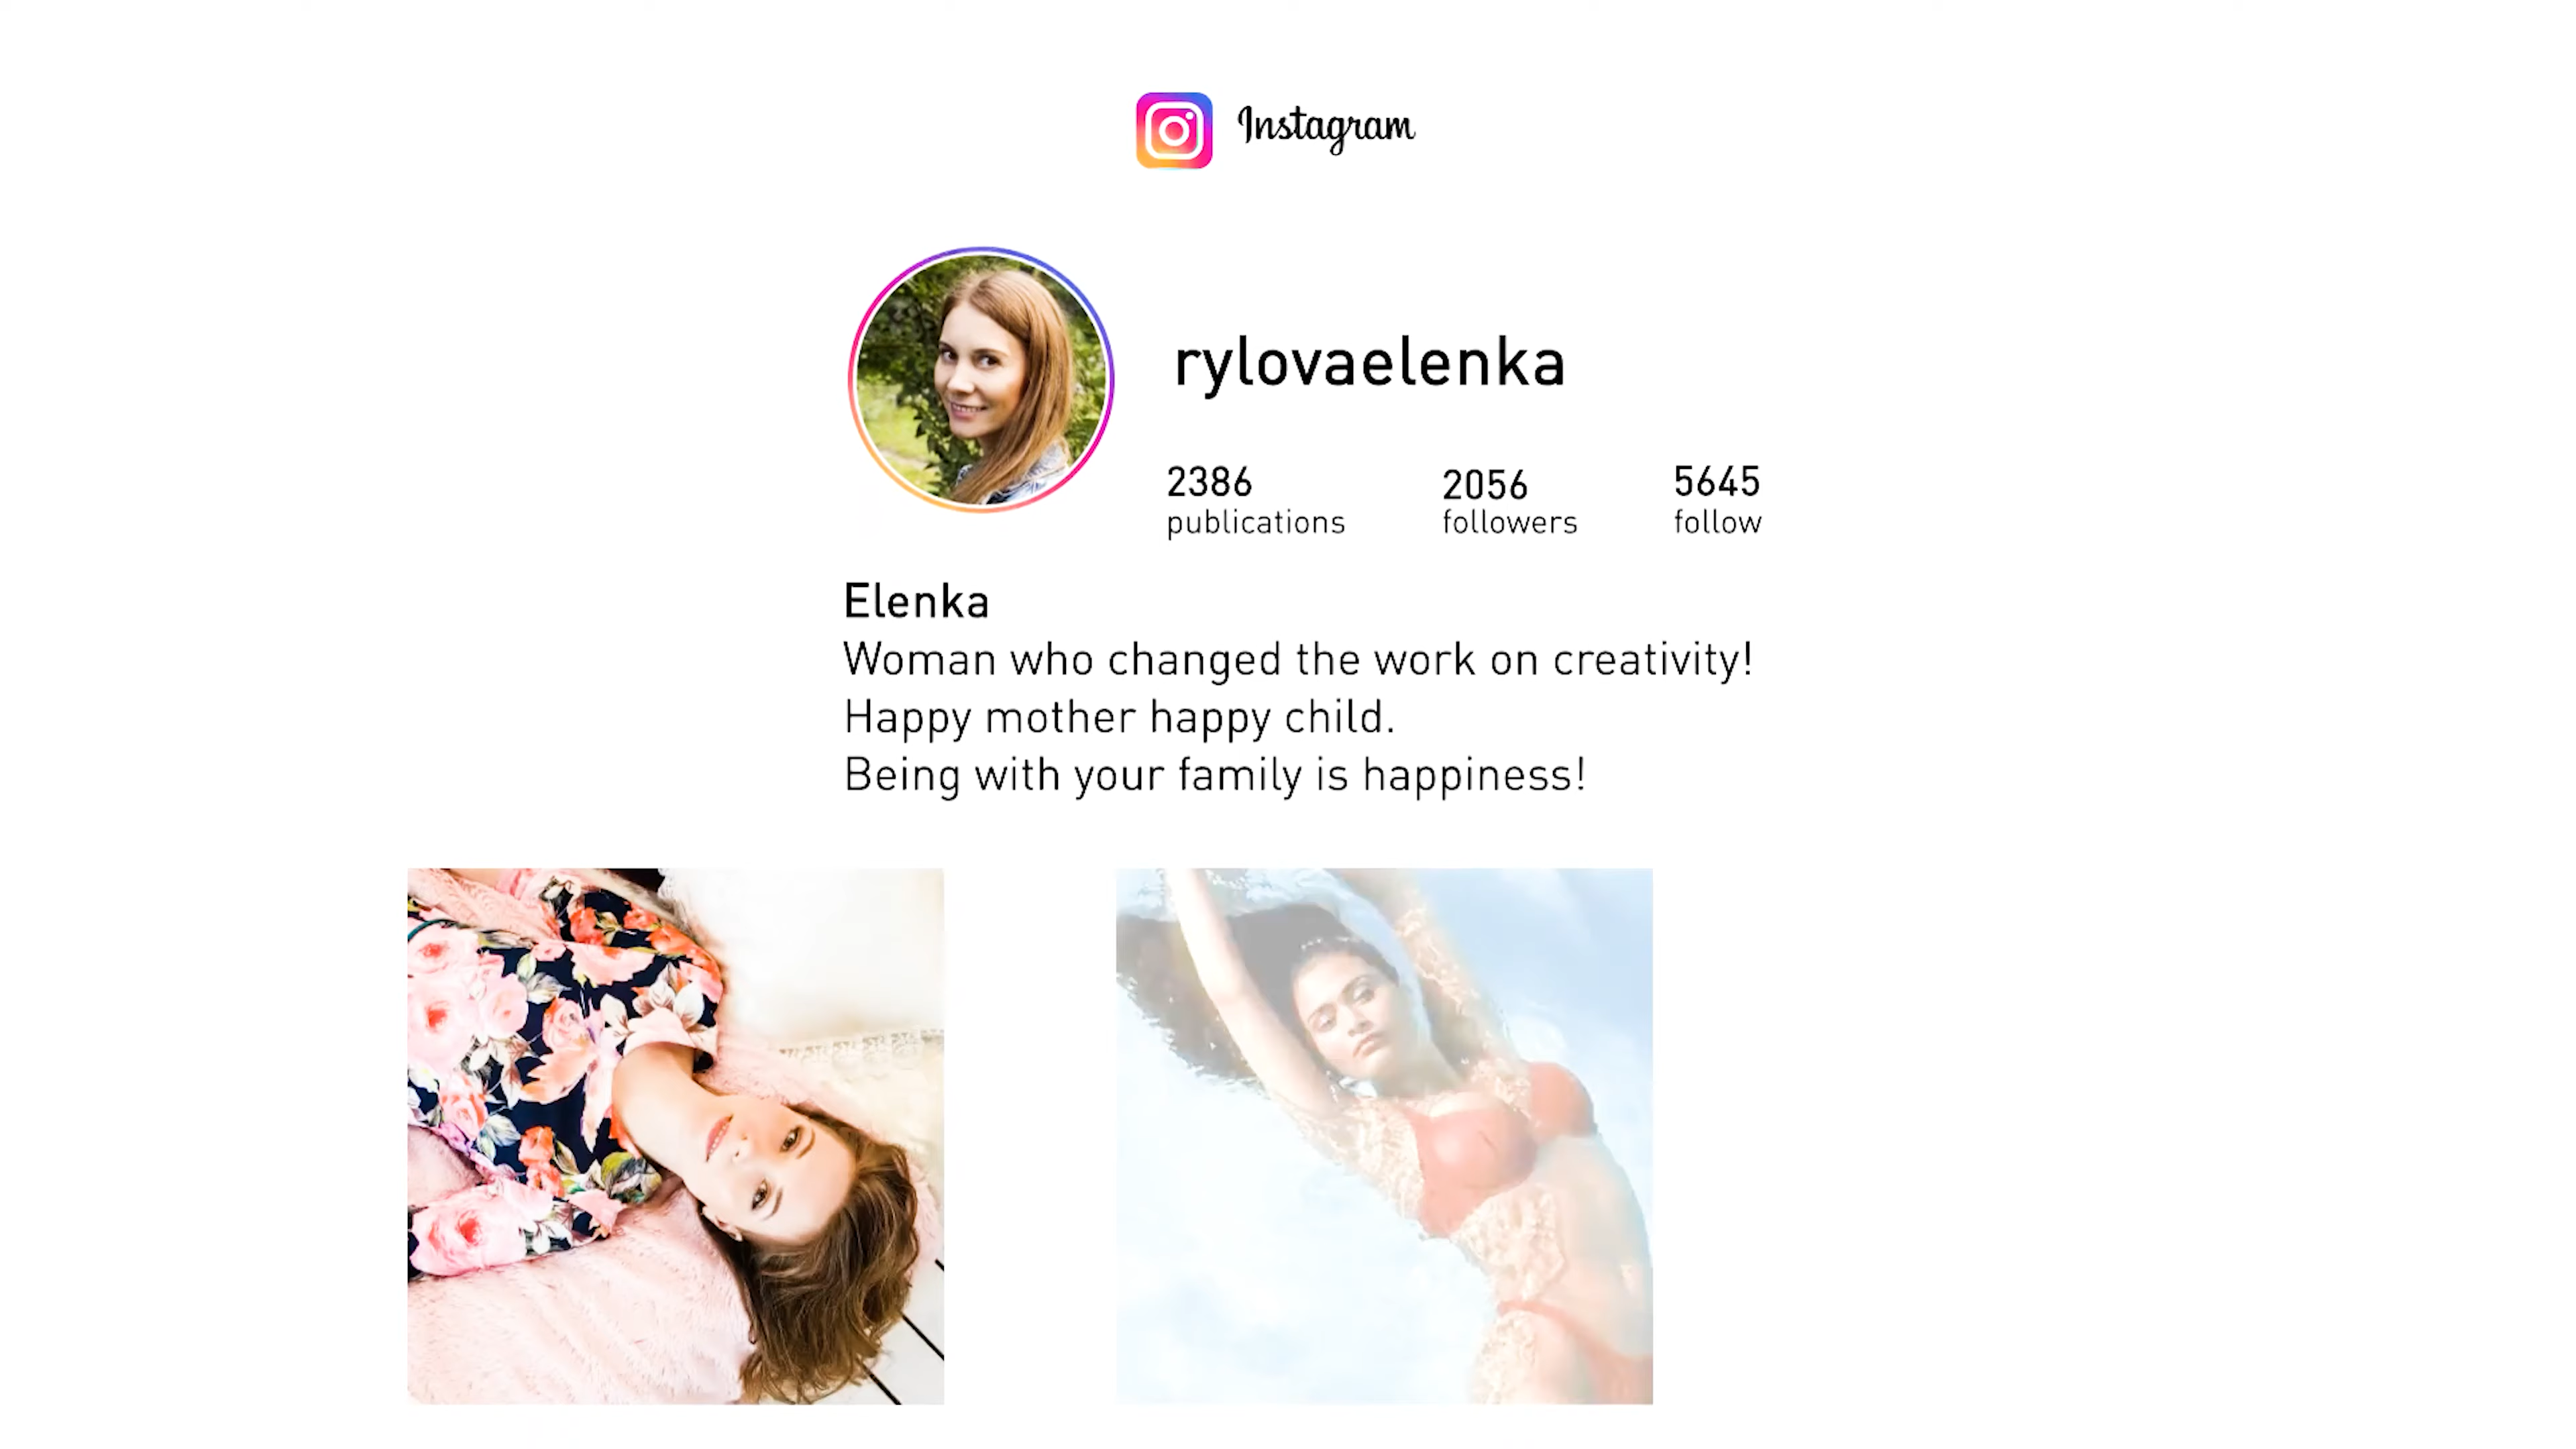 Instagram
rylovaelenka
2386 2056 5645
publications followers follow
Elenka
Woman who changed the work on creativity!
Happy mother happy child.
Being with your family is happiness!